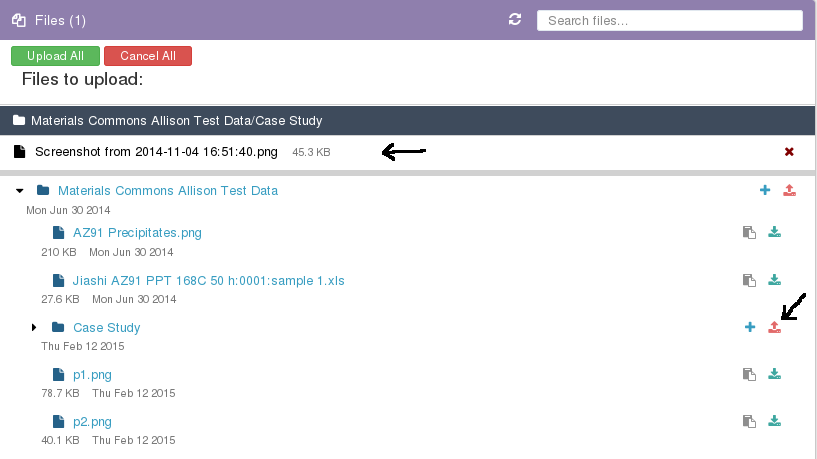 Files (1)
Search files...
Upload All
Cancel All
Files to upload:
Materials Commons Allison Test Data/Case Study
Screenshot from 2014-11-04 16:51:40.png 45.3 KB
Materials Commons Allison Test Data
Mon Jun 30 2014
AZ91 Precipitates.png
210 KB Mon Jun 30 2014
Jiashi AZ91 PPT 168C 50 h:0001:sample 1.xls
27.6 KB Mon Jun 30 2014
Case Study
Thu Feb 12 2015
p1.png
78.7 KB Thu Feb 12 2015
p2.png
40.1 KB Thu Feb 12 2015